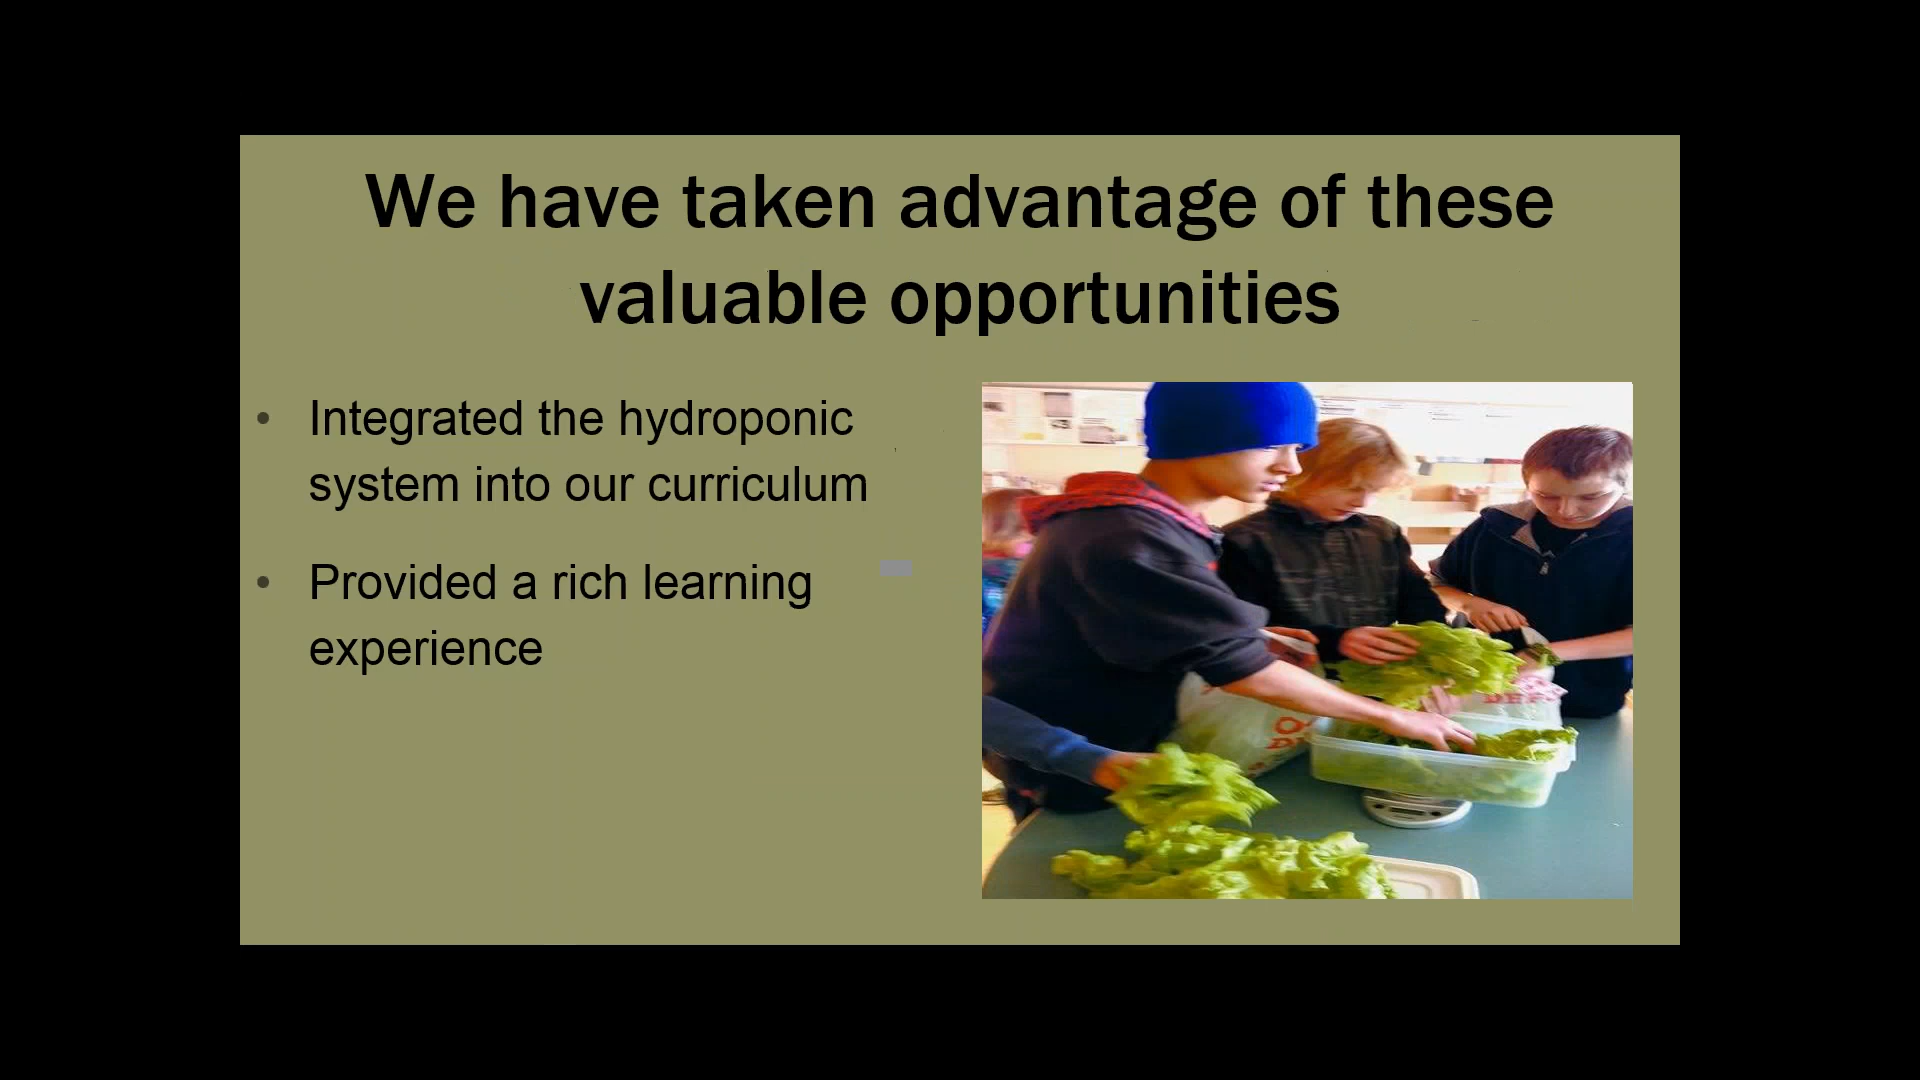 We have taken advantage of these
valuable opportunities
• Integrated the hydroponic
system into our curriculum
• Provided a rich learning
experience